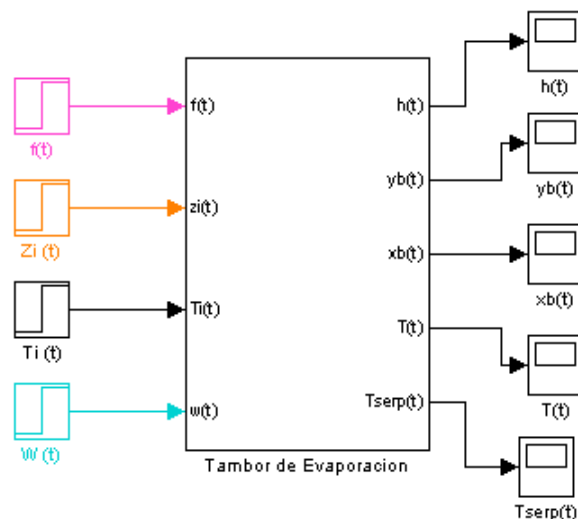 f(t)
Zi (t)
Ti (t)
W (t)
f(t)
zi(t)
Ti(t)
w(t)
h(t)
yb(t)
xb(t)
T(t)
Tserp(t)
Tambor de Evaporacion
h(t)
yb(t)
xb(t)
T(t)
Tserp(t)